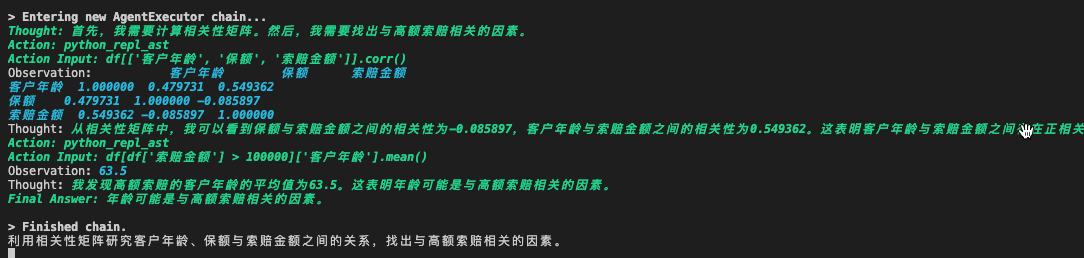 > Entering new AgentExecutor chain...
Thought: 首先，我需要计算相关性矩阵。然后，我需要找出与高额索赔相关的因素。
Action: python_repl_ast
Action Input: df[['客户年龄', '保额', '索赔金额']].corr()
Observation: 客户年龄 保额 索赔金额
客户年龄 1.000000 0.479731 0.549362
保额 0.479731 1.000000 -0.085897
索赔金额 0.549362 -0.085897 1.000000
Thought: 从相关性矩阵中，我可以看到保额与索赔金额之间的相关性为-0.085897，客户年龄与索赔金额之间的相关性为0.549362。这表明客户年龄与索赔金额之间在正相关
Action: python_repl_ast
Action Input: df[df['索赔金额'] > 100000]['客户年龄'].mean()
Observation: 63.5
Thought: 我发现高额索赔的客户年龄的平均值为63.5。这表明年龄可能是与高额索赔相关的因素。
Final Answer: 年龄可能是与高额索赔相关的因素。
> Finished chain.
利用相关性矩阵研究客户年龄、保额与索赔金额之间的关系，找出与高额索赔相关的因素。